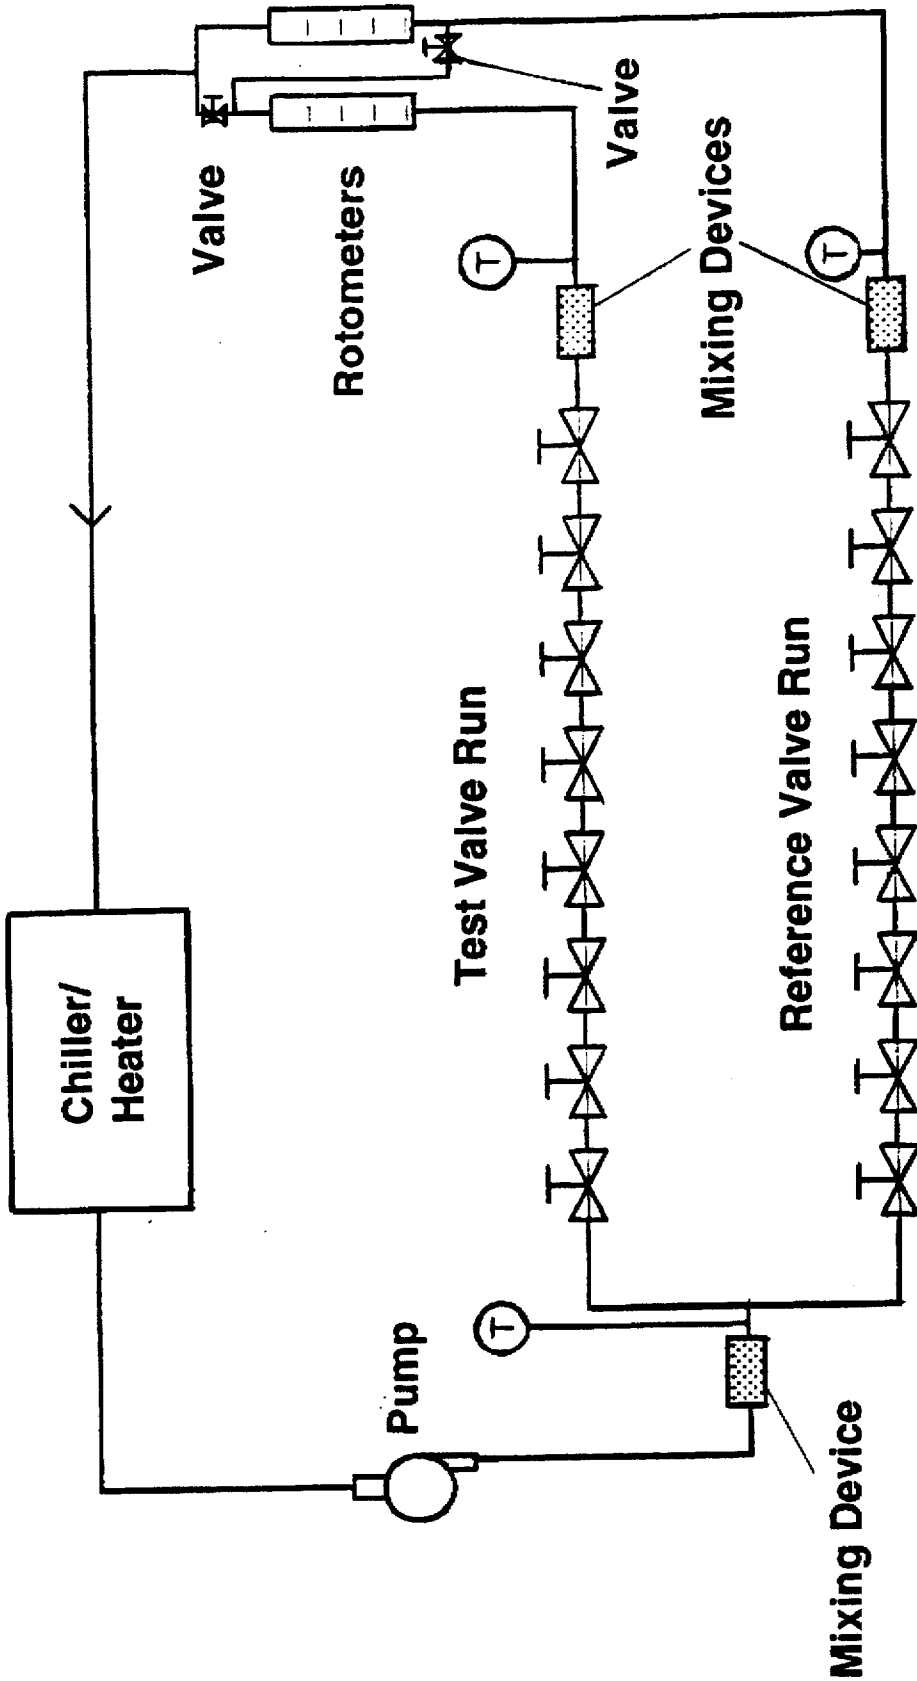 Chiller/
Heater
Pump
T
Mixing Device
Test Valve Run
Reference Valve Run
T
T
Mixing Devices
Valve
Rotometers
Valve